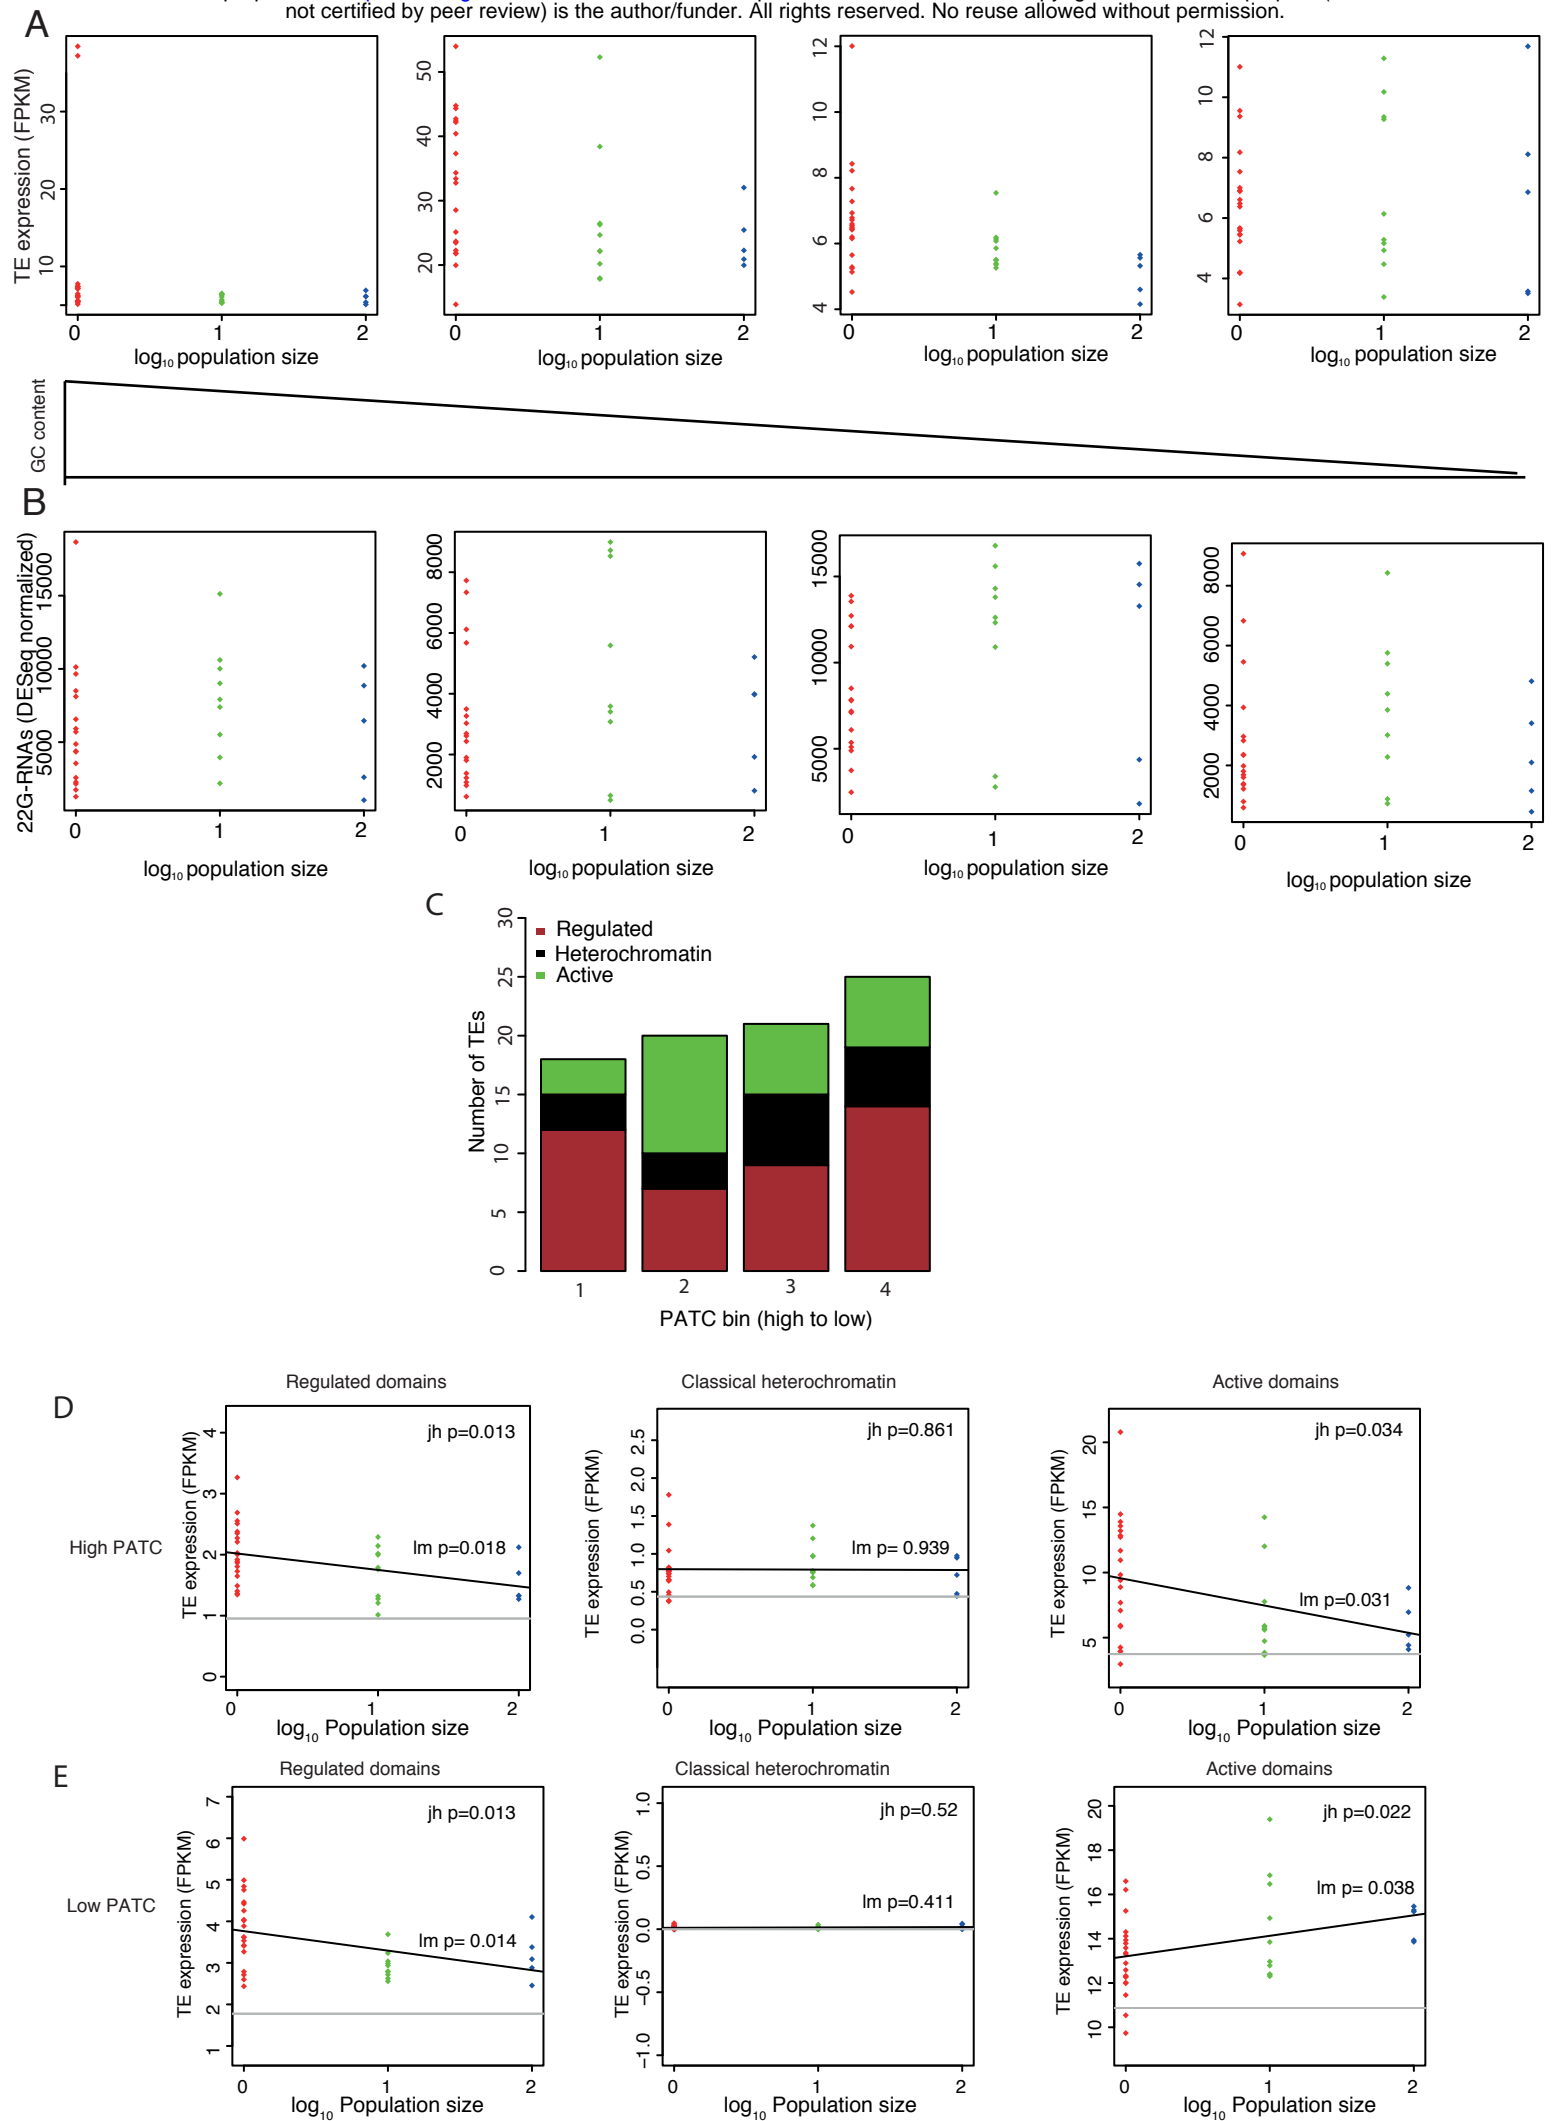 not certified by peer review) is the author/funder. All rights reserved. No reuse allowed without permission.
A
TE expression (FPKM)
10 20 30
0 1 2
log10 population size
20 30 40 50
0 1 2
log10 population size
4 6 8 10 12
0 1 2
log10 population size
4 6 8 10 12
0 1 2
log10 population size
GC content
B
22G-RNAs (DESeq normalized)
5000 10000 15000
0 1 2
log10 population size
2000 4000 6000 8000
0 1 2
log10 population size
5000 10000 15000
0 1 2
log10 population size
2000 4000 6000 8000
0 1 2
log10 population size
C
Number of TEs
0 5 10 15 20 25 30
Regulated
Heterochromatin
Active
1 2 3 4
PATC bin (high to low)
D
High PATC
Regulated domains
TE expression (FPKM)
0 1 2 3 4
jh p=0.013
lm p=0.018
0 1 2
log10 Population size
Classical heterochromatin
TE expression (FPKM)
0.0 0.5 1.0 1.5 2.0 2.5
jh p=0.861
lm p= 0.939
0 1 2
log10 Population size
Active domains
TE expression (FPKM)
5 10 15 20
jh p=0.034
lm p=0.031
0 1 2
log10 Population size
E
Low PATC
Regulated domains
TE expression (FPKM)
1 2 3 4 5 6 7
jh p=0.013
lm p= 0.014
0 1 2
log10 Population size
Classical heterochromatin
TE expression (FPKM)
−1.0 −0.5 0.0 0.5 1.0
jh p=0.52
lm p=0.411
0 1 2
log10 Population size
Active domains
TE expression (FPKM)
10 12 14 16 18 20
jh p=0.022
lm p= 0.038
0 1 2
log10 Population size